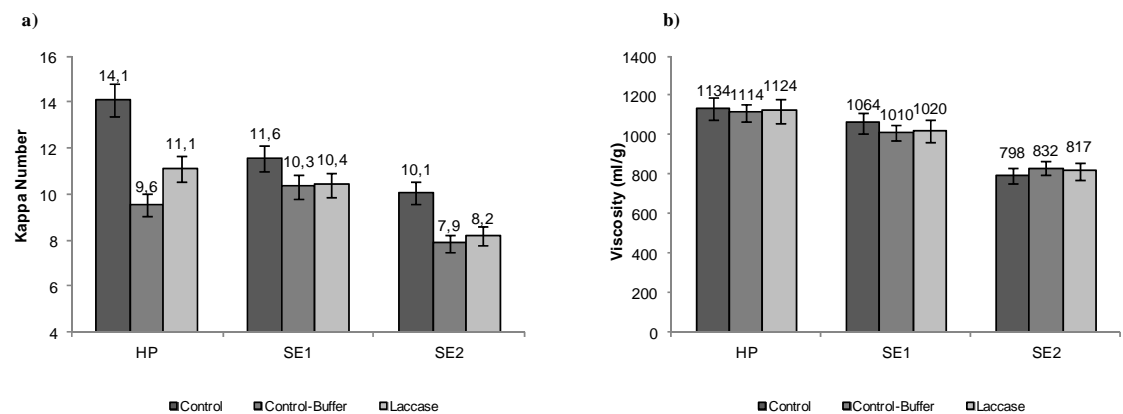 a)
Kappa Number
16
14
12
10
8
6
4
14,1
9,6
11,1
11,6
10,3
10,4
10,1
7,9
8,2
HP SE1 SE2
Control Control-Buffer Laccase
b)
Viscosity (ml/g)
1400
1200
1000
800
600
400
200
0
1134 1114 1124
1064 1010 1020
798 832 817
HP SE1 SE2
Control Control-Buffer Laccase